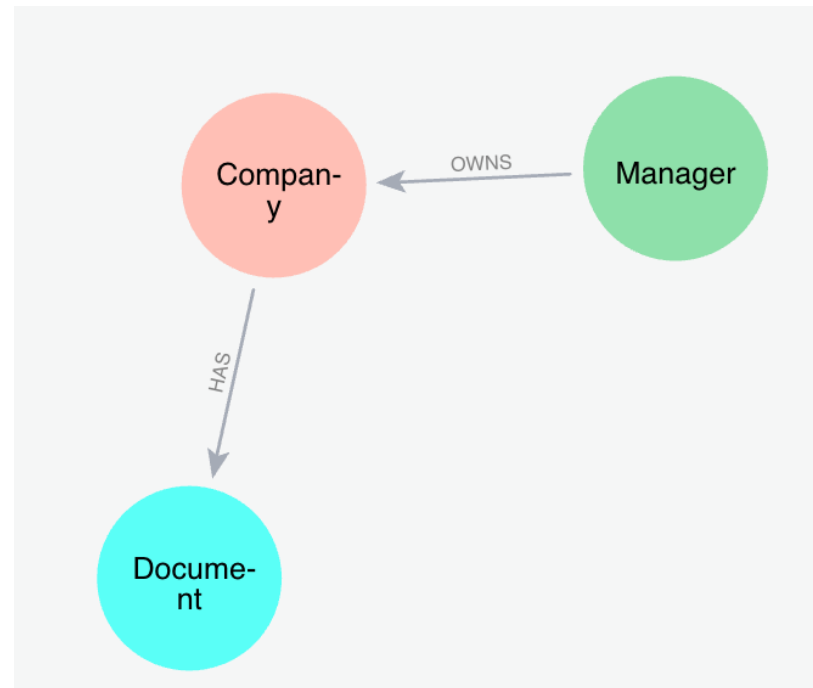 Compan-
y
OWNS
Manager
HAS
Docume-
nt